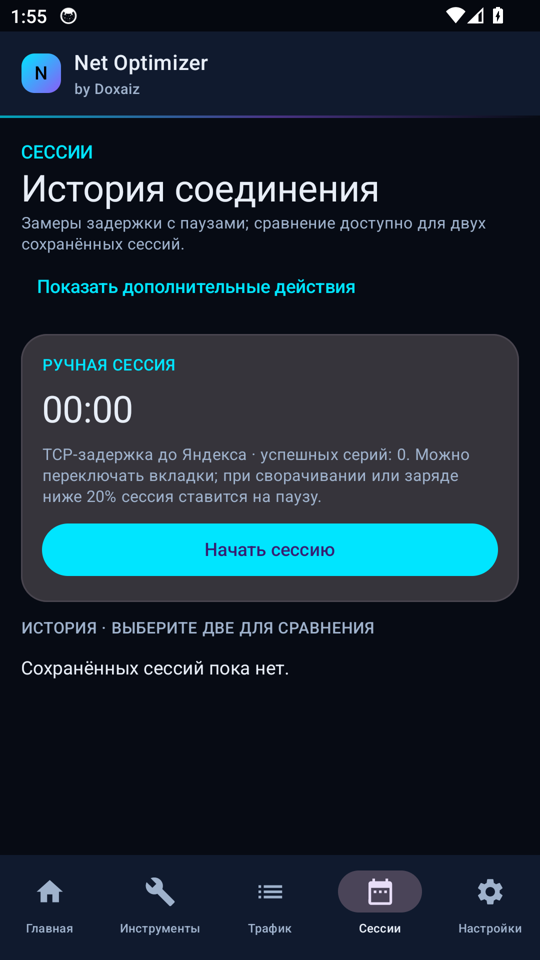 1:55
N
Net Optimizer
by Doxaiz
СЕССИИ
История соединения
Замеры задержки с паузами; сравнение доступно для двух
сохранённых сессий.
Показать дополнительные действия
РУЧНАЯ СЕССИЯ
00:00
TCP-задержка до Яндекса · успешных серий: 0. Можно
переключать вкладки; при сворачивании или заряде
ниже 20% сессия ставится на паузу.
Начать сессию
ИСТОРИЯ · ВЫБЕРИТЕ ДВЕ ДЛЯ СРАВНЕНИЯ
Сохранённых сессий пока нет.
Главная
Инструменты
Трафик
Сессии
Настройки